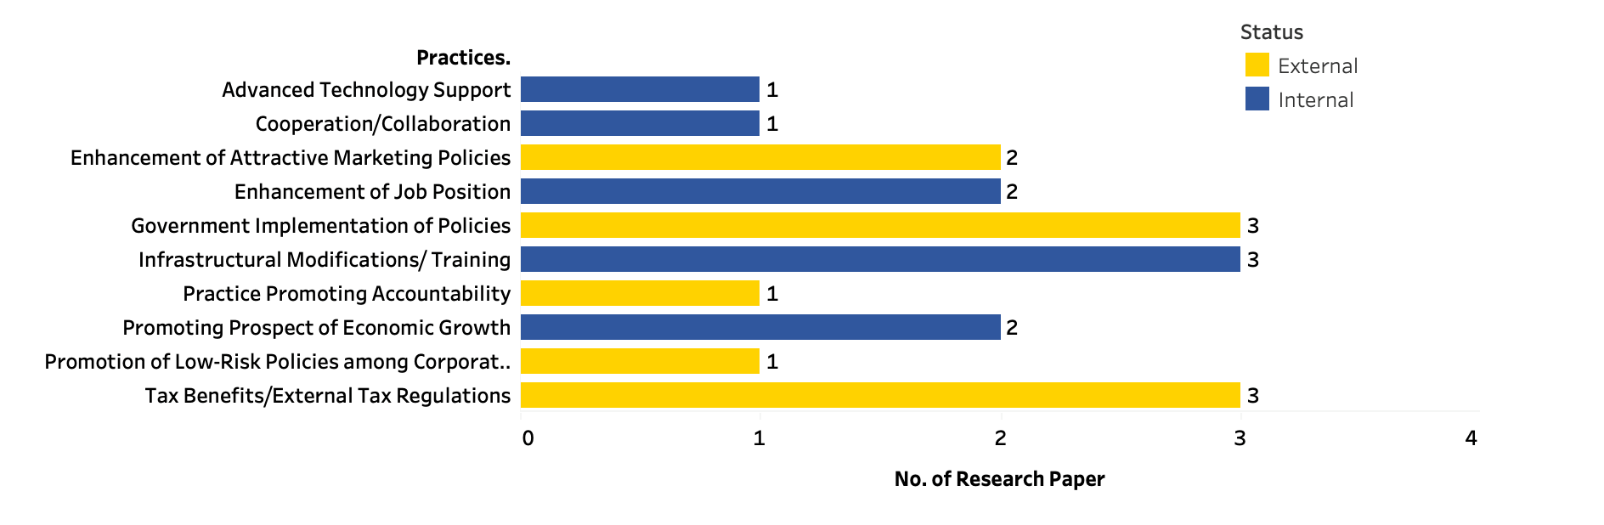 Status
External
Internal
Practices.
Advanced Technology Support 1
Cooperation/Collaboration 1
Enhancement of Attractive Marketing Policies 2
Enhancement of Job Position 2
Government Implementation of Policies 3
Infrastructural Modifications/ Training 3
Practice Promoting Accountability 1
Promoting Prospect of Economic Growth 2
Promotion of Low-Risk Policies among Corporat.. 1
Tax Benefits/External Tax Regulations 3
0 1 2 3 4
No. of Research Paper